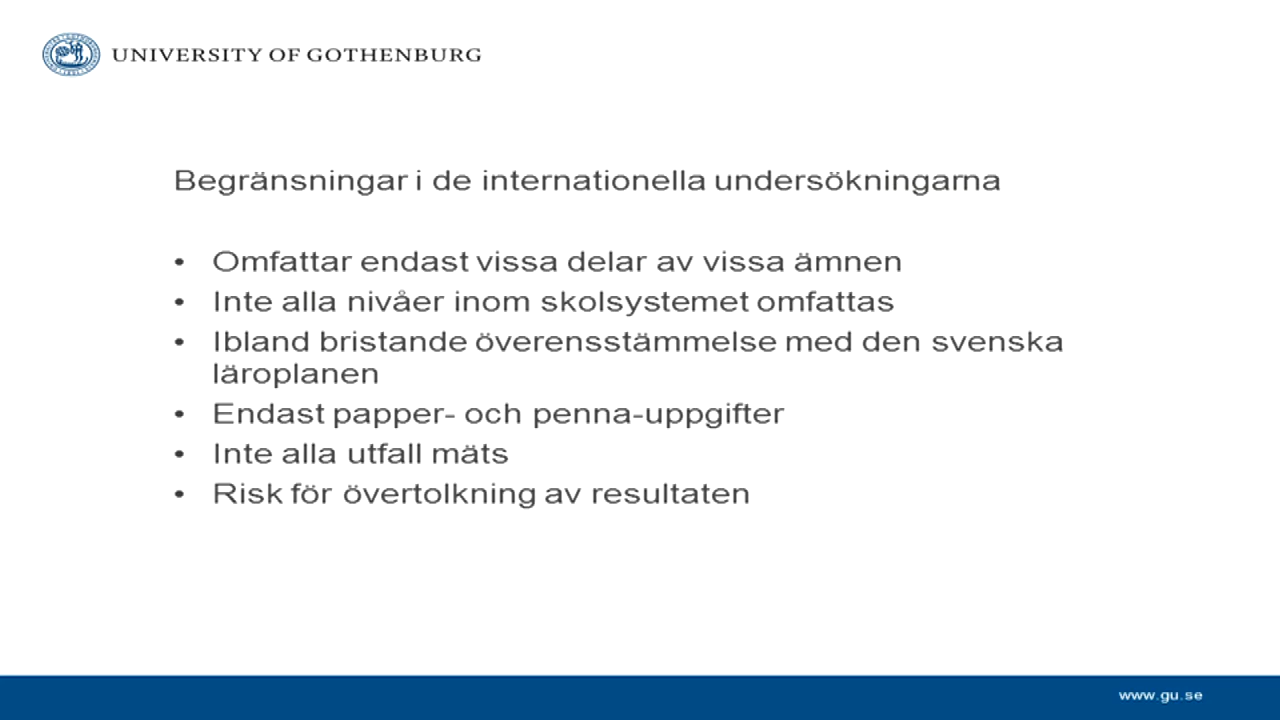 UNIVERSITY OF GOTHENBURG
Begränsningar i de internationella undersökningarna
• Omfattar endast vissa delar av vissa ämnen
• Inte alla nivåer inom skolsystemet omfattas
• Ibland bristande överensstämmelse med den svenska
läroplanen
• Endast papper- och penna-uppgifter
• Inte alla utfall mäts
• Risk för övertolkning av resultaten
www.gu.se